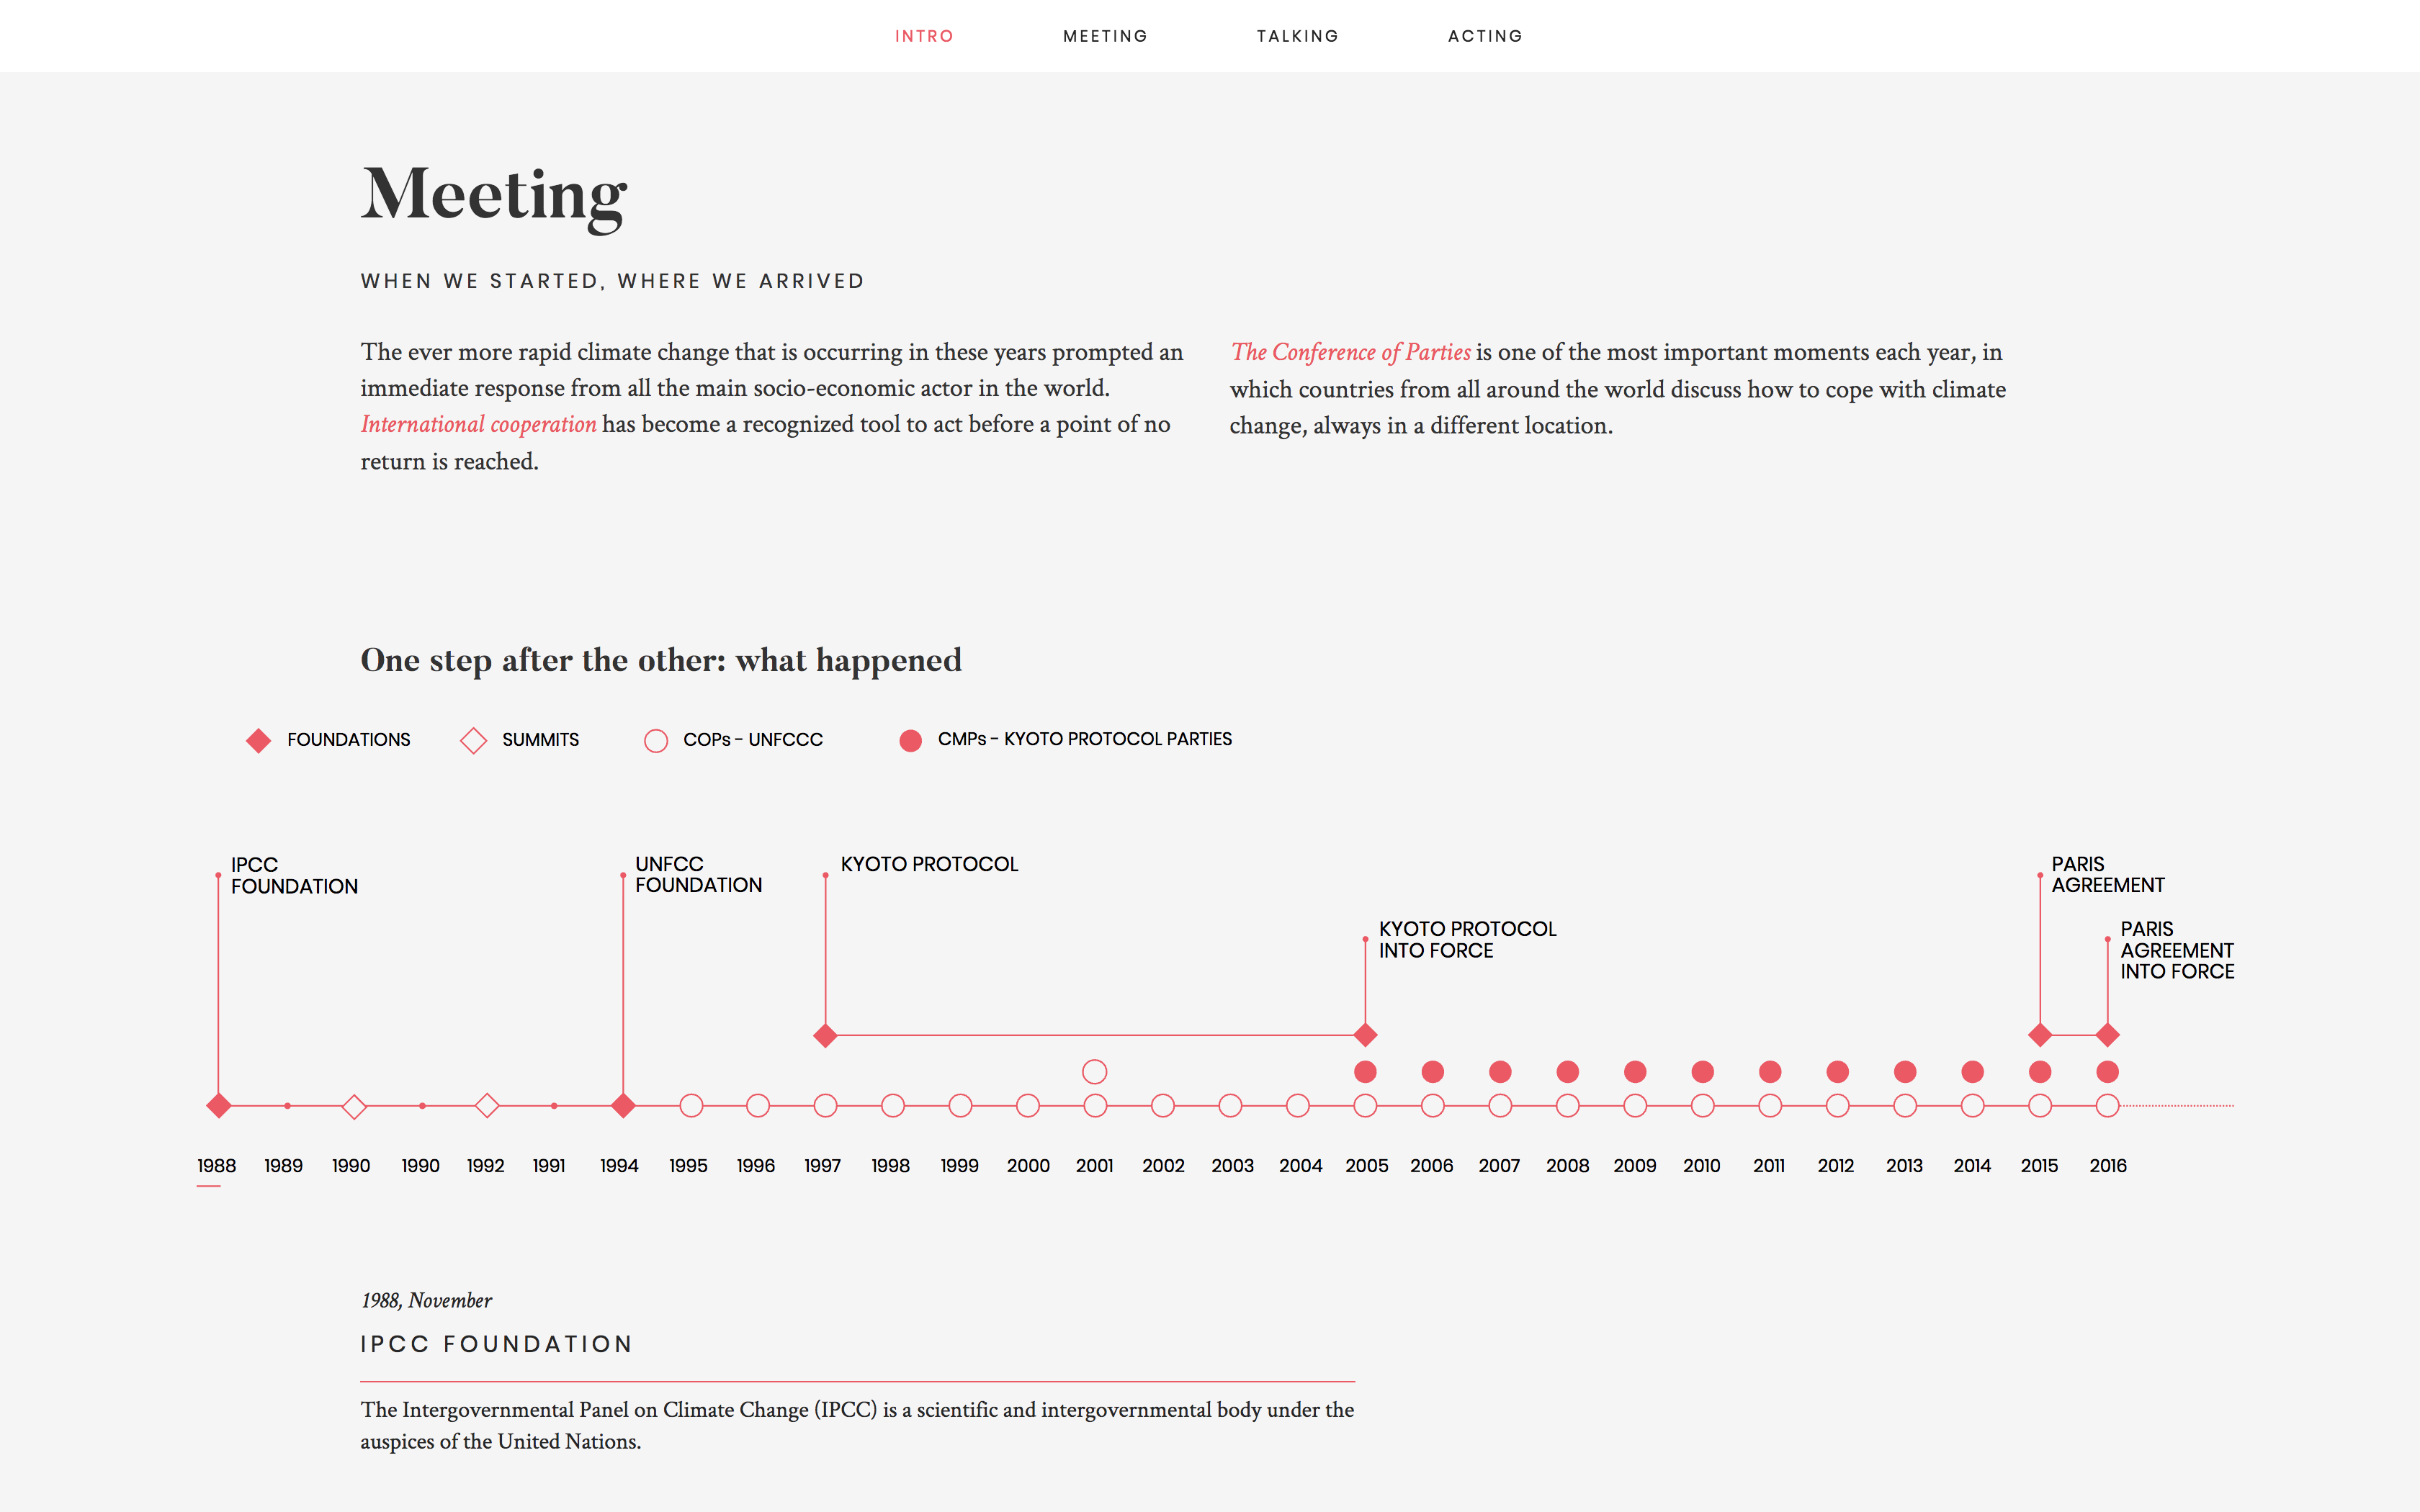 INTRO MEETING TALKING ACTING
Meeting
WHEN WE STARTED, WHERE WE ARRIVED
The ever more rapid climate change that is occurring in these years prompted an
immediate response from all the main socio-economic actor in the world.
International cooperation has become a recognized tool to act before a point of no
return is reached.
The Conference of Parties is one of the most important moments each year, in
which countries from all around the world discuss how to cope with climate
change, always in a different location.
One step after the other: what happened
FOUNDATIONS SUMMITS COPs - UNFCCC CMPs - KYOTO PROTOCOL PARTIES
IPCC
FOUNDATION
UNFCC
FOUNDATION
KYOTO PROTOCOL
KYOTO PROTOCOL
INTO FORCE
PARIS
AGREEMENT
PARIS
AGREEMENT
INTO FORCE
1988 1989 1990 1990 1992 1991 1994 1995 1996 1997 1998 1999 2000 2001 2002 2003 2004 2005 2006 2007 2008 2009 2010 2011 2012 2013 2014 2015 2016
1988, November
IPCC FOUNDATION
The Intergovernmental Panel on Climate Change (IPCC) is a scientific and intergovernmental body under the
auspices of the United Nations.